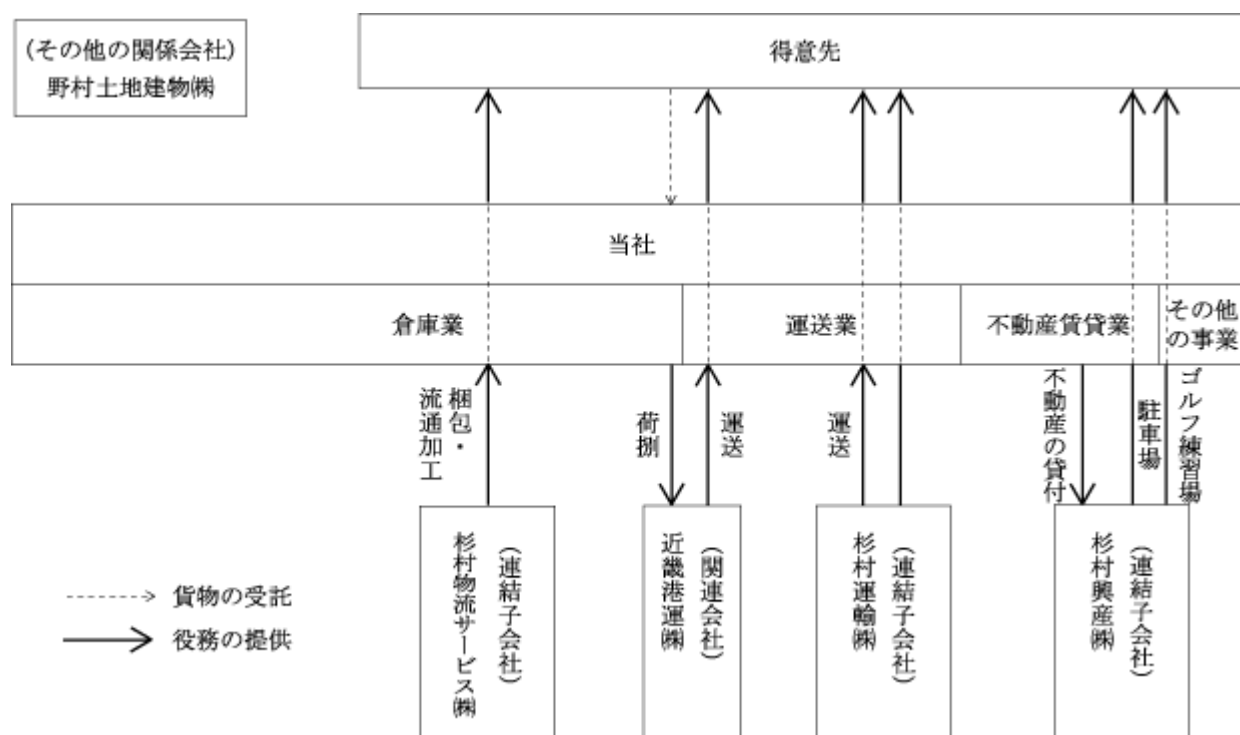 (その他の関係会社)
野村土地建物㈱
得意先
当社
倉庫業
運送業
不動産賃貸業
その他
の事業
梱包・
流通加工
荷捌
運送
運送
不動産の貸付
駐車場
ゴルフ練習場
(連結子会社)
杉村物流サービス㈱
(関連会社)
近畿港運㈱
(連結子会社)
杉村運輸㈱
(連結子会社)
杉村興産㈱
貨物の受託
役務の提供